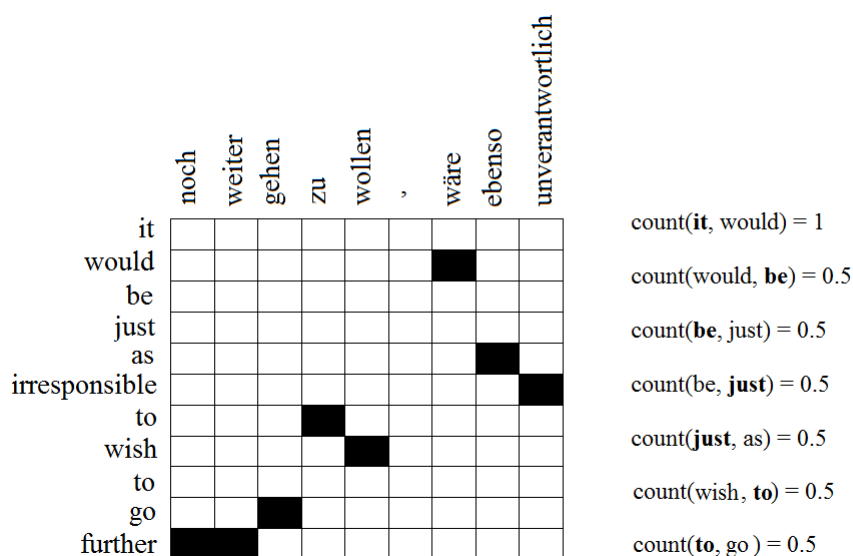 noch weiter gehen zu wollen , wäre ebenso unverantwortlich
it
would
be
just
as
irresponsible
to
wish
to
go
further
count(it, would) = 1
count(would, be) = 0.5
count(be, just) = 0.5
count(be, just) = 0.5
count(just, as) = 0.5
count(wish, to) = 0.5
count(to, go ) = 0.5